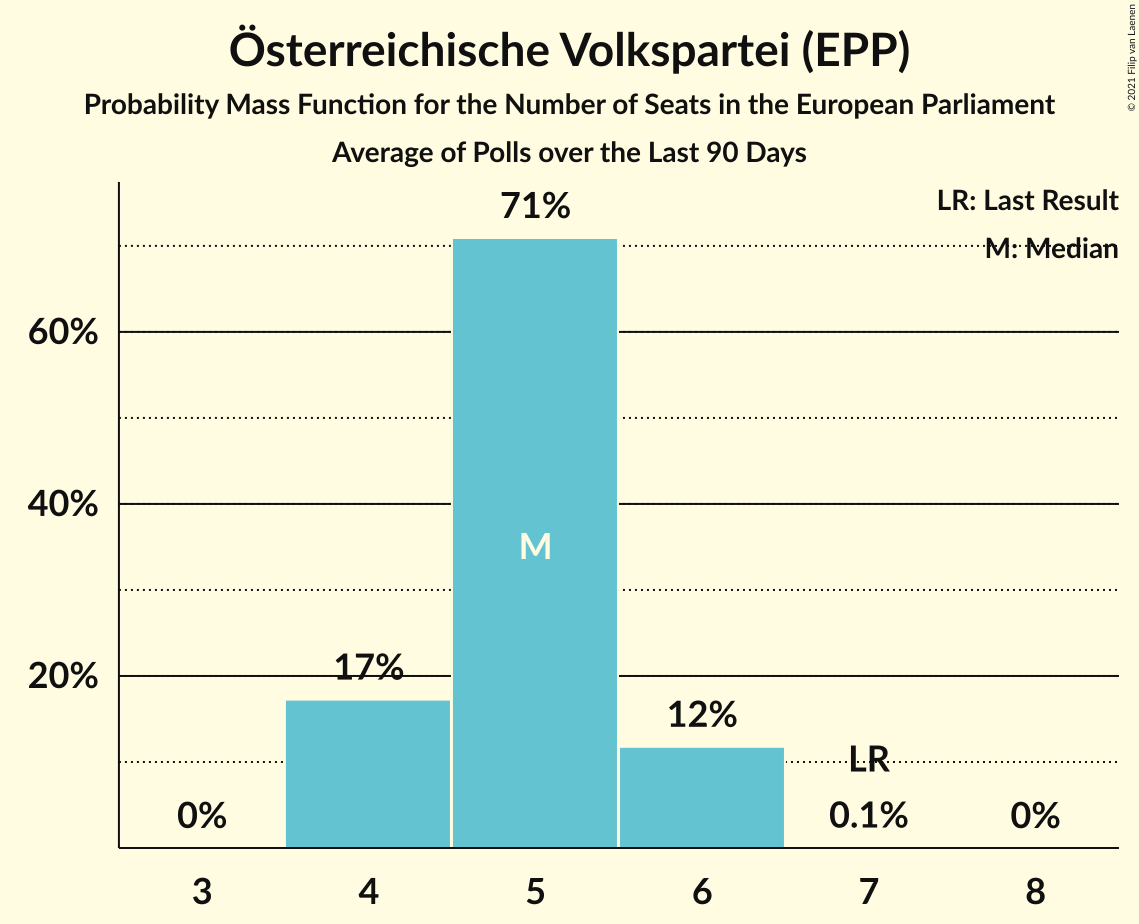 Österreichische Volkspartei (EPP)
Probability Mass Function for the Number of Seats in the European Parliament
Average of Polls over the Last 90 Days
© 2021 Filip van Laenen
LR: Last Result
M: Median
71%
60%
40%
M
20%
17%
12%
LR
0%
0.1%
0%
3 4 5 6 7 8